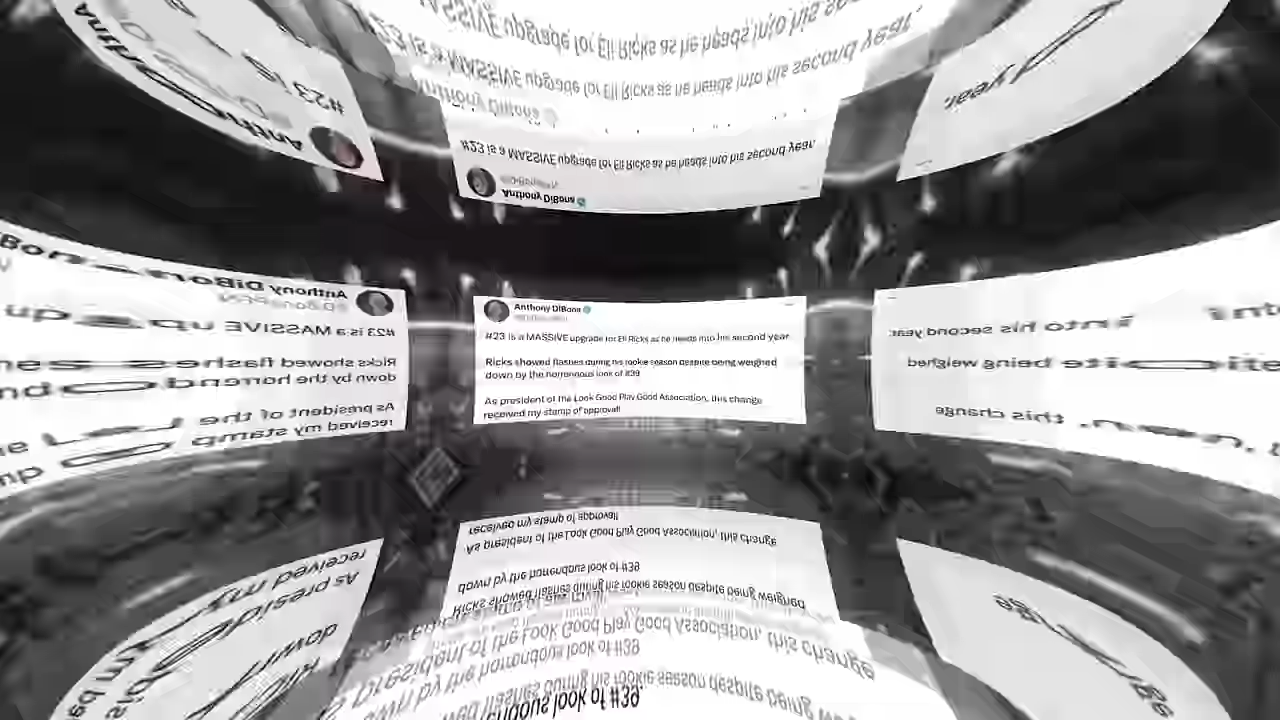 Anthony DiBona
#23 is a MASSIVE upgrade for Eli Ricks as he heads into his second year.
Ricks showed flashes during his rookie season despite being weighed
down by the horrendous look of #39
As president of the Look Good Play Good Association, this change
received my stamp of approval!